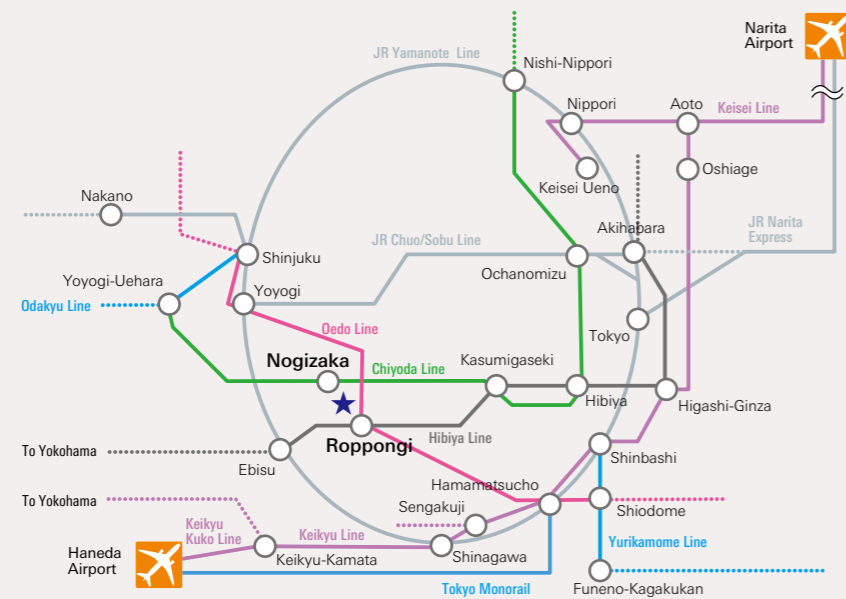 Narita
Airport
JR Yamanote Line
Nishi-Nippori
Nippori
Aoto
Keisei Line
Oshiage
Keisei Ueno
Nakano
Akihabara
JR Narita
Express
JR Chuo/Sobu Line
Shinjuku
Ochanomizu
Yoyogi-Uehara
Yoyogi
Odakyu Line
Oedo Line
Tokyo
Nogizaka
Chiyoda Line
Kasumigaseki
Hibiya
Higashi-Ginza
Roppongi
Hibiya Line
To Yokohama
Ebisu
Shinbashi
Hamamatsucho
To Yokohama
Sengakuji
Shiodome
Keikyu
Kuko Line
Keikyu Line
Yurikamome Line
Haneda
Airport
Keikyu-Kamata
Shinagawa
Tokyo Monorail
Funeno-Kagakukan